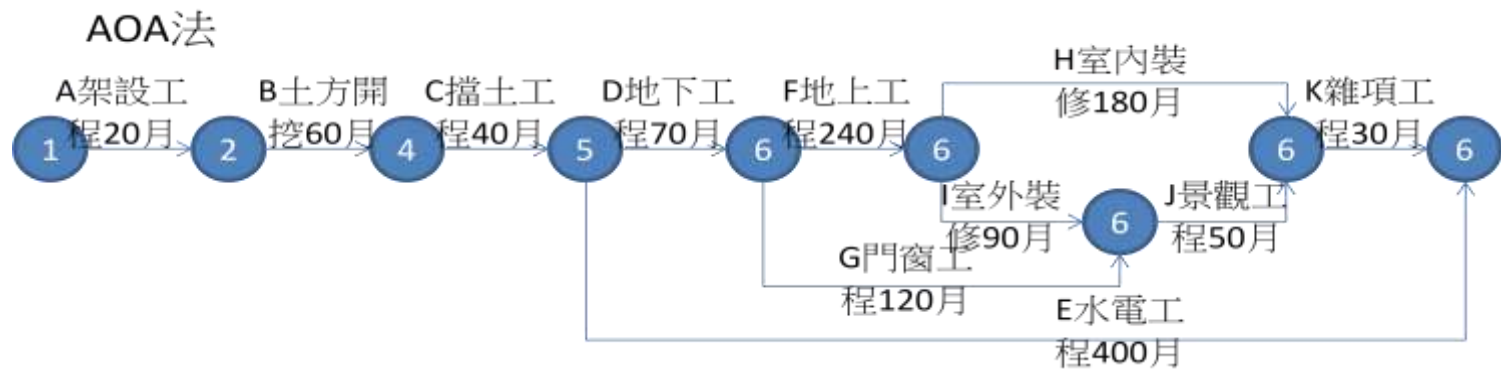 AOA法
A架設工
程20月
B土方開
挖60月
C擋土工
程40月
D地下工
程70月
F地上工
程240月
H室內裝
修180月
K雜項工
程30月
1
2
4
5
6
6
6
6
I室外裝
修90月
6
J景觀工
程50月
G門窗工
程120月
E水電工
程400月